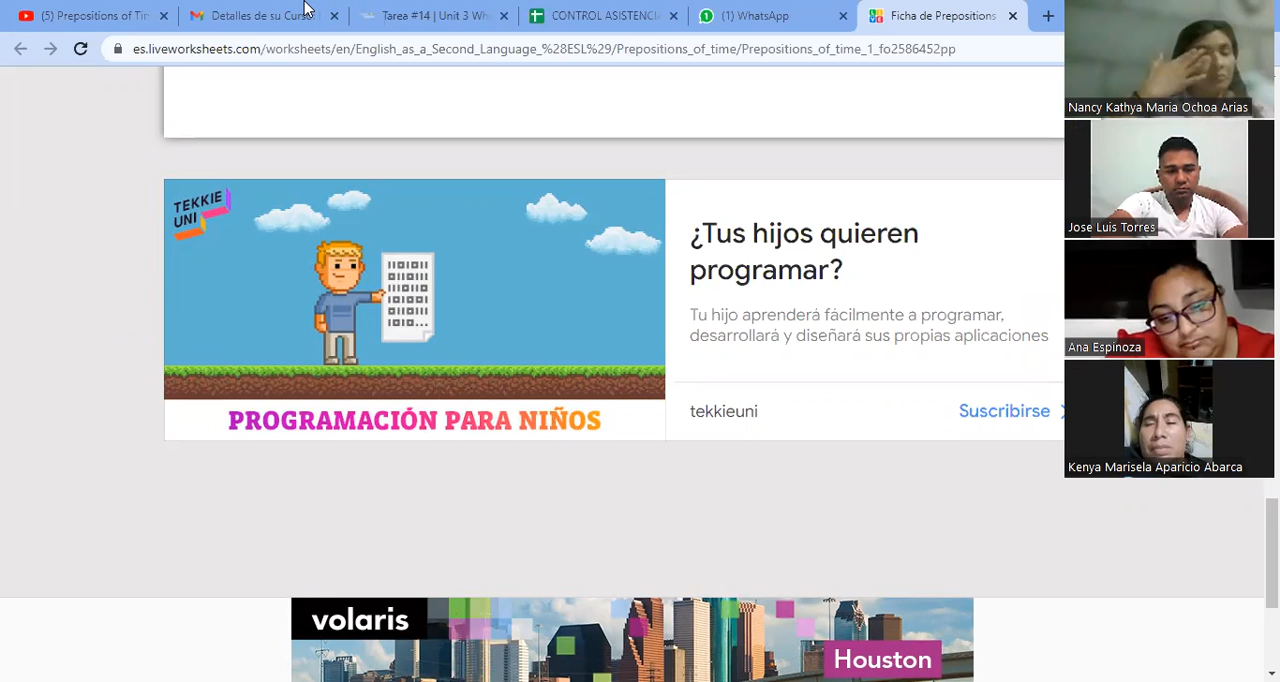 (5) Prepositions of Tim
Detalles de su Curs
Tarea #14 | Unit 3 Wh
CONTROL ASISTENCI
(1) WhatsApp
Ficha de Prepositions
es.liveworksheets.com/worksheets/en/English_as_a_Second_Language_%28ESL%29/Prepositions_of_time/Prepositions_of_time_1_fo2586452pp
Nancy Kathya Maria Ochoa Arias
Jose Luis Torres
Ana Espinoza
Kenya Marisela Aparicio Abarca
TEKKIE
UNI
PROGRAMACIÓN PARA NIÑOS
¿Tus hijos quieren
programar?
Tu hijo aprenderá fácilmente a programar,
desarrollará y diseñará sus propias aplicaciones
tekkieuni
Suscribirse
volaris
Houston